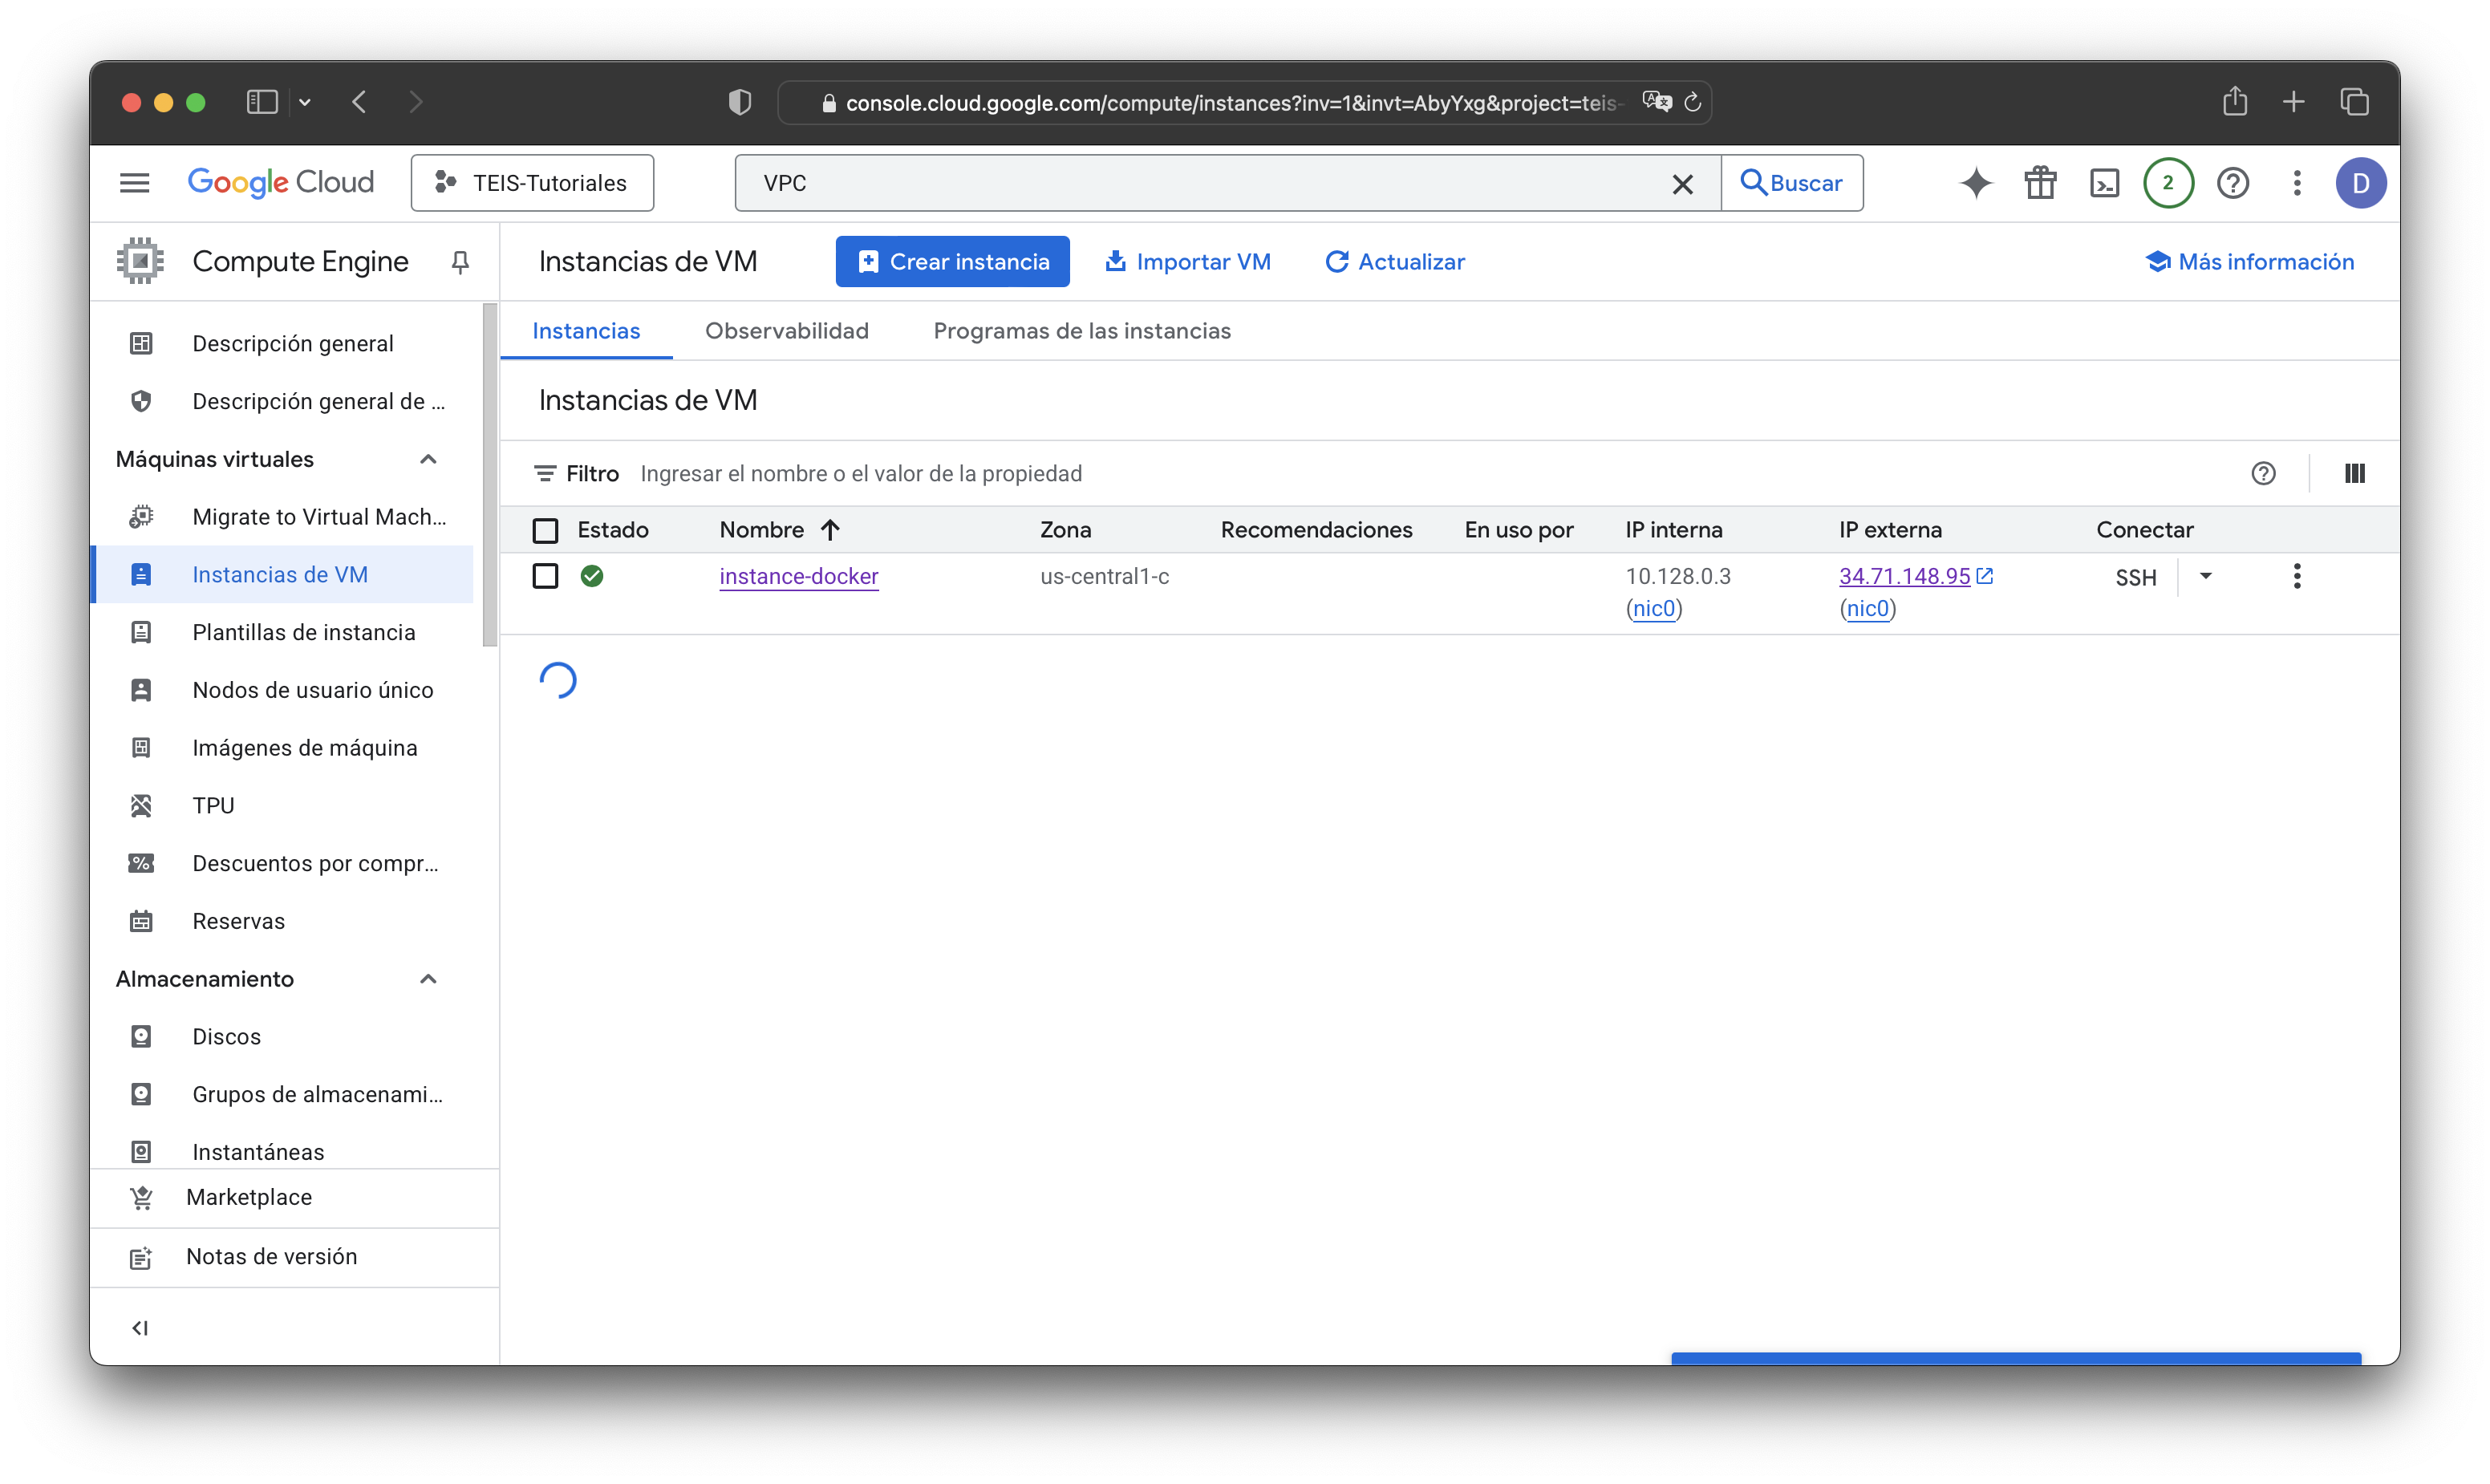 console.cloud.google.com/compute/instances?inv=1&invt=AbyYxg&project=teis-
Google Cloud
TEIS-Tutoriales
VPC
Buscar
2
D
Compute Engine
Instancias de VM
Crear instancia
Importar VM
Actualizar
Más información
Descripción general
Descripción general de ...
Máquinas virtuales
Migrate to Virtual Mach...
Instancias de VM
Plantillas de instancia
Nodos de usuario único
Imágenes de máquina
TPU
Descuentos por compr...
Reservas
Almacenamiento
Discos
Grupos de almacenami...
Instantáneas
Marketplace
Notas de versión
Instancias
Observabilidad
Programas de las instancias
Instancias de VM
Filtro Ingresar el nombre o el valor de la propiedad
Estado Nombre Zona Recomendaciones En uso por IP interna IP externa Conectar
instance-docker us-central1-c 10.128.0.3 34.71.148.95 SSH
(nic0) (nic0)